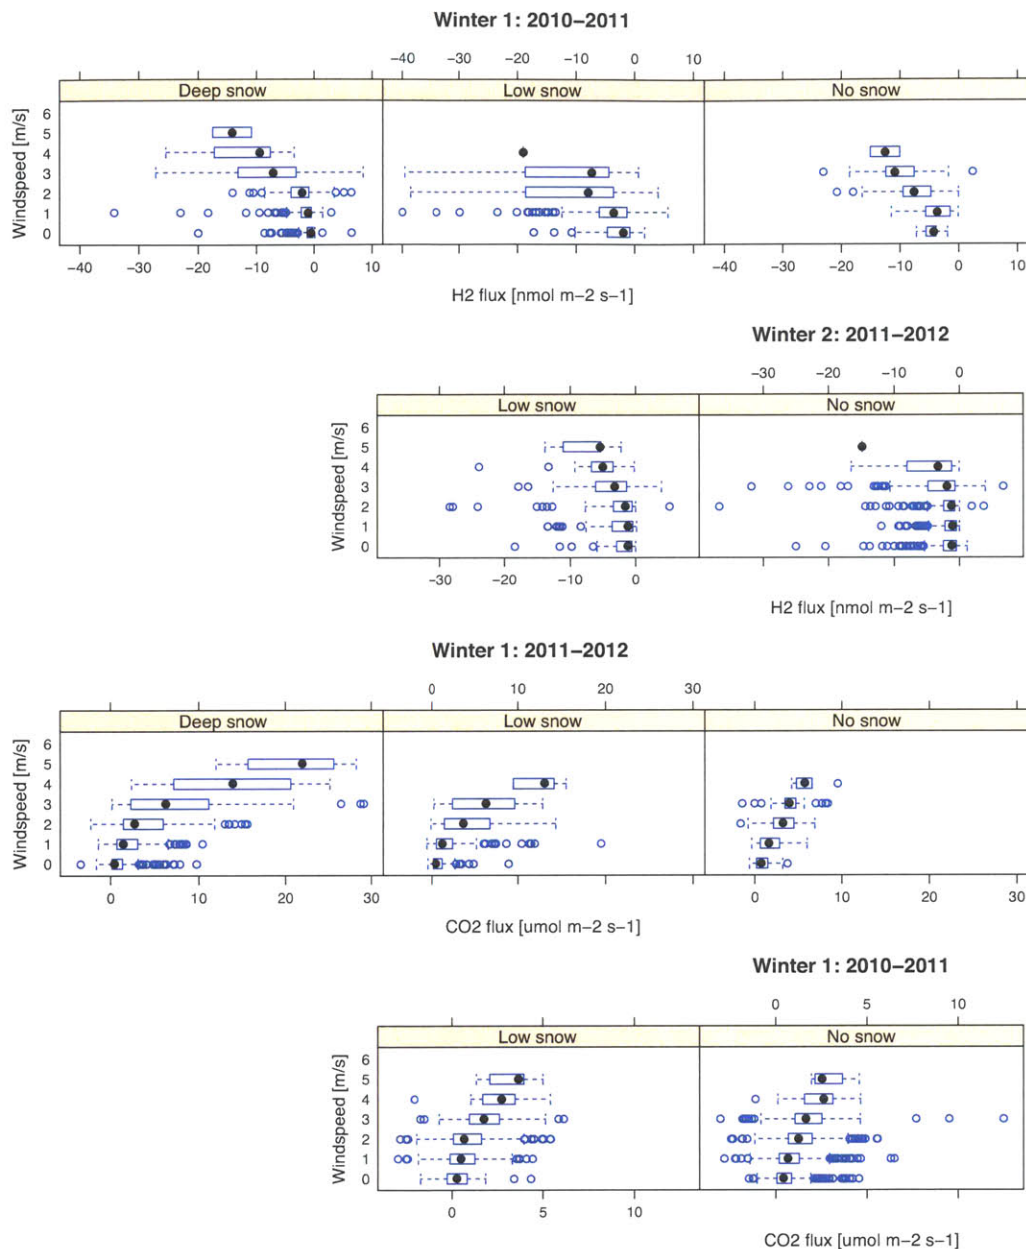 Winter 1: 2010–2011
−40 −30 −20 −10 0 10
Deep snow Low snow No snow
Windspeed [m/s]
6
5
4
3
2
1
0
−40 −30 −20 −10 0 10 −40 −30 −20 −10 0 10
H2 flux [nmol m−2 s−1]
Winter 2: 2011–2012
−30 −20 −10 0
Low snow No snow
Windspeed [m/s]
6
5
4
3
2
1
0
−30 −20 −10 0
H2 flux [nmol m−2 s−1]
Winter 1: 2011–2012
0 10 20 30
Deep snow Low snow No snow
Windspeed [m/s]
6
5
4
3
2
1
0
0 10 20 30 0 10 20 30
CO2 flux [umol m−2 s−1]
Winter 1: 2010–2011
0 5 10
Low snow No snow
Windspeed [m/s]
6
5
4
3
2
1
0
0 5 10
CO2 flux [umol m−2 s−1]